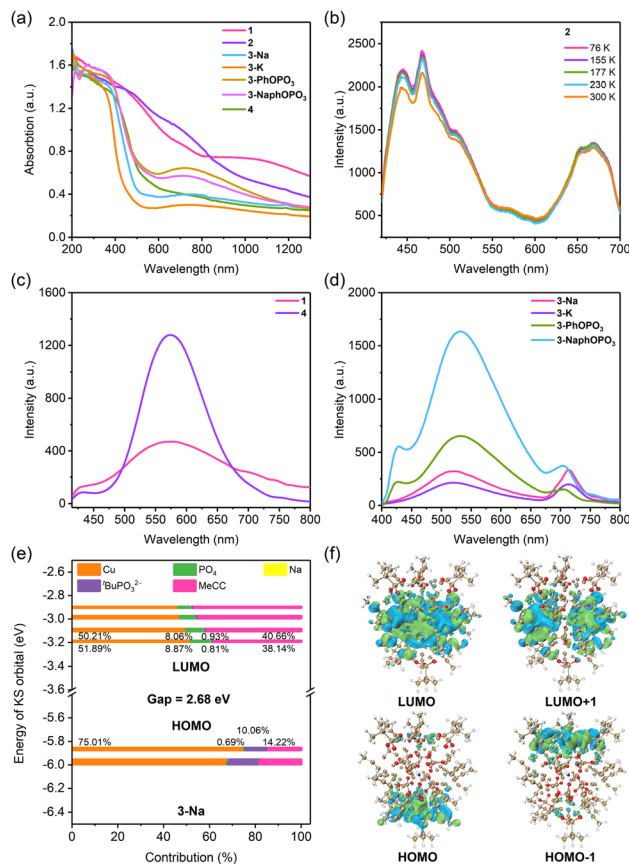 (a)
1
2
3-Na
3-K
3-PhOPO₃
3-NaphOPO₃
4
Absorbtion (a.u.)
2.0
1.6
1.2
0.8
0.4
0.0
200 400 600 800 1000 1200
Wavelength (nm)
(b)
2
76 K
155 K
177 K
230 K
300 K
Intensity (a.u.)
2500
2000
1500
1000
500
450 500 550 600 650 700
Wavelength (nm)
(c)
1
4
Intensity (a.u.)
1600
1200
800
400
0
450 500 550 600 650 700 750 800
Wavelength (nm)
(d)
3-Na
3-K
3-PhOPO₃
3-NaphOPO₃
Intensity (a.u.)
2000
1500
1000
500
0
400 450 500 550 600 650 700 750 800
Wavelength (nm)
(e)
Cu PO₄ Na
ᵗBuPO₃²⁻ MeCC
Energy of KS orbital (eV)
-2.6
-2.8
-3.0
-3.2
-3.6
-5.6
-5.8
-6.0
-6.4
50.21% 8.06% 0.93% 40.66%
51.89% 8.87% 0.81% 38.14%
LUMO
Gap = 2.68 eV
HOMO
10.06%
75.01% 0.69% 14.22%
3-Na
0 20 40 60 80 100
Contribution (%)
(f)
LUMO LUMO+1
HOMO HOMO-1